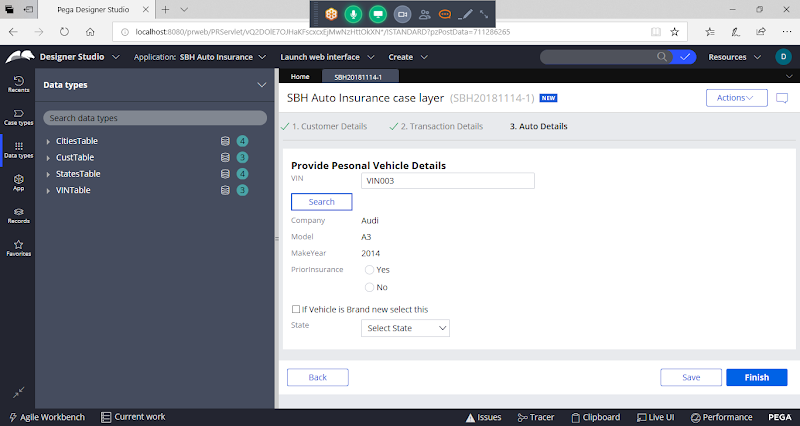 Pega Designer Studio
localhost:8080/prweb/PRServlet/vQ2DOlE7OJHaKFscxcxEjMwNzHttOkXN*/!STANDARD?pzPostData=711286265
Designer Studio
Application: SBH Auto Insurance
Launch web interface
Create
Resources
D
Recents
Case types
Data types
App
Records
Favorites
Data types
Search data types
CitiesTable 4
CustTable 3
StatesTable 4
VINTable 3
Home
SBH20181114-1
SBH Auto Insurance case layer (SBH20181114-1) NEW
Actions
1. Customer Details
2. Transaction Details
3. Auto Details
Provide Pesonal Vehicle Details
VIN VIN003
Search
Company Audi
Model A3
MakeYear 2014
PriorInsurance Yes
No
If Vehicle is Brand new select this
State Select State
Back
Save
Finish
Agile Workbench
Current work
Issues
Tracer
Clipboard
Live UI
Performance
PEGA